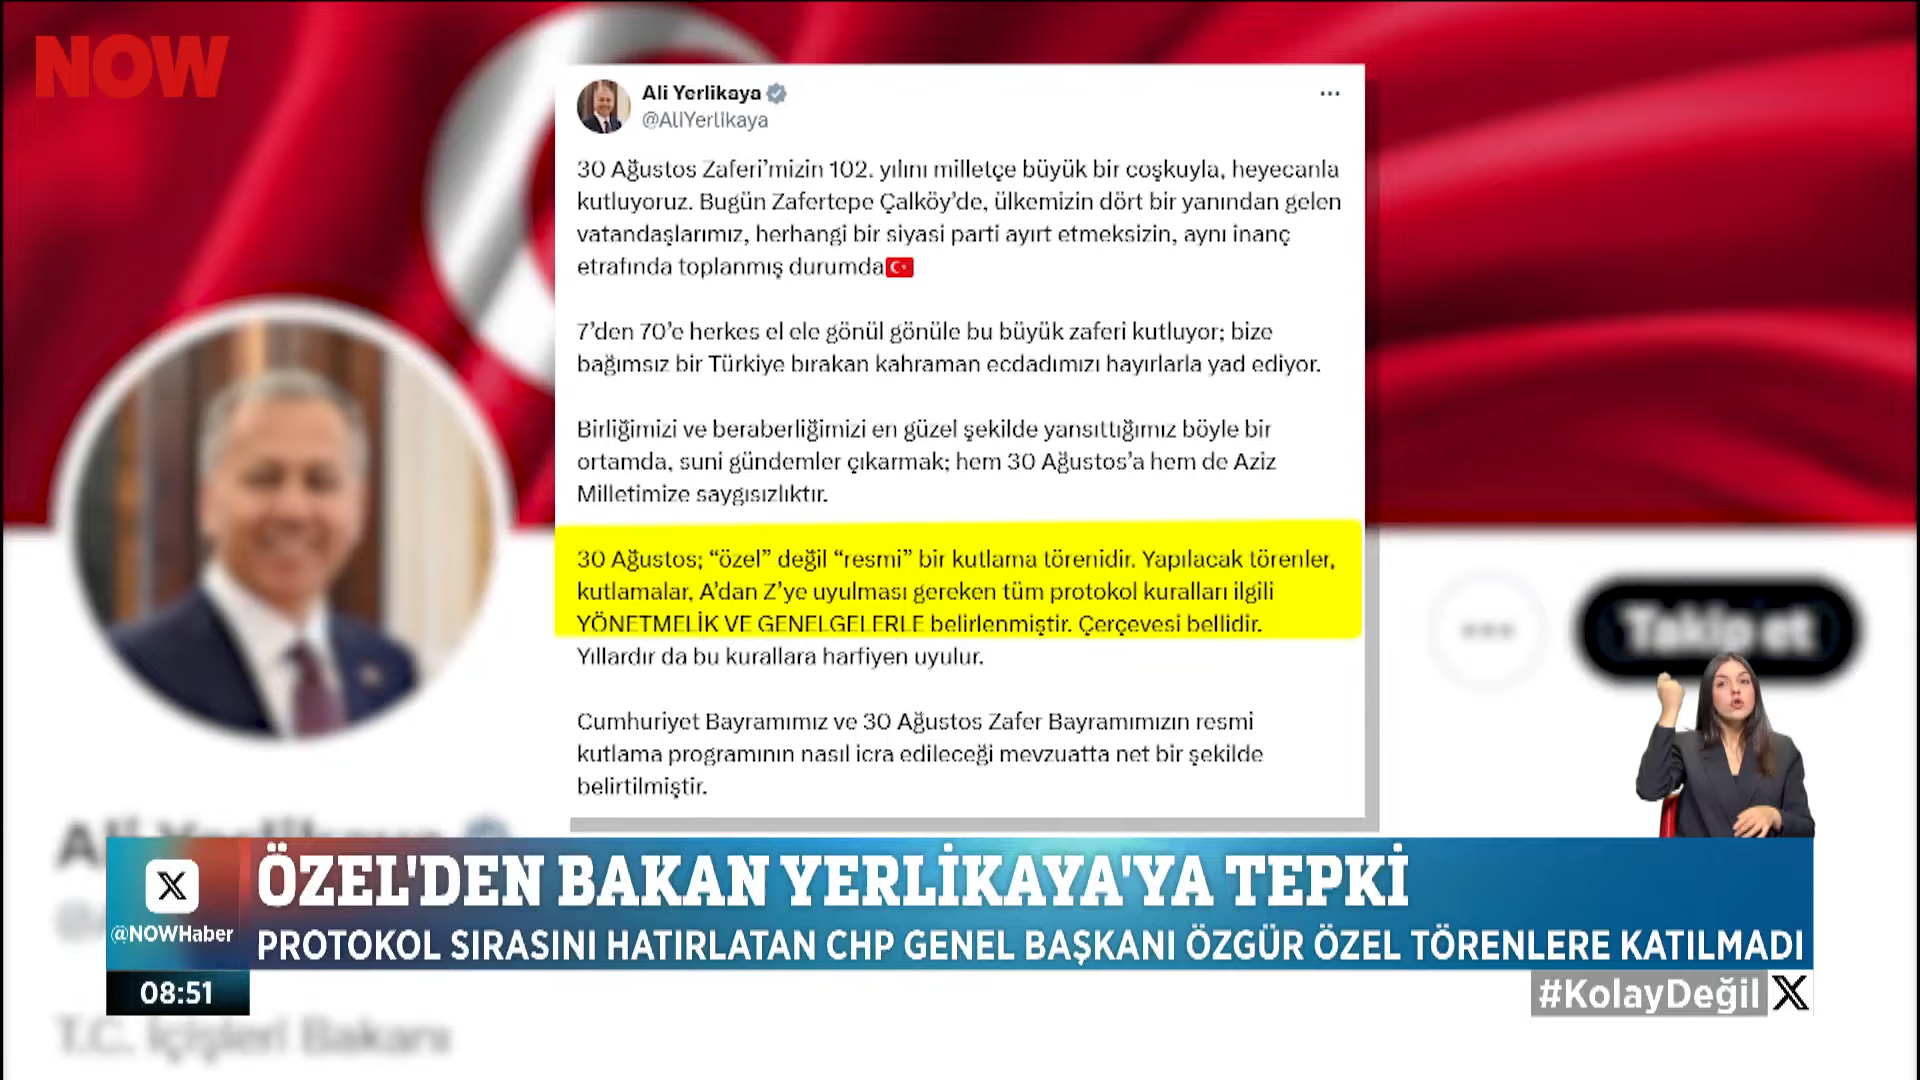 NOW
Ali Yerlikaya
@AliYerlikaya
30 Ağustos Zaferi’mizin 102. yılını milletçe büyük bir coşkuyla, heyecanla
kutluyoruz. Bugün Zafertepe Çalköy’de, ülkemizin dört bir yanından gelen
vatandaşlarımız, herhangi bir siyasi parti ayırt etmeksizin, aynı inanç
etrafında toplanmış durumda
7’den 70’e herkes el ele gönül gönüle bu büyük zaferi kutluyor; bize
bağımsız bir Türkiye bırakan kahraman ecdadımızı hayırlarla yad ediyor.
Birliğimizi ve beraberliğimizi en güzel şekilde yansıttığımız böyle bir
ortamda, suni gündemler çıkarmak; hem 30 Ağustos’a hem de Aziz
Milletimize saygısızlıktır.
30 Ağustos; “özel” değil “resmi” bir kutlama törenidir. Yapılacak törenler,
kutlamalar, A’dan Z’ye uyulması gereken tüm protokol kuralları ilgili
YÖNETMELİK VE GENELGELERLE belirlenmiştir. Çerçevesi bellidir.
Yıllardır da bu kurallara harfiyen uyulur.
Cumhuriyet Bayramımız ve 30 Ağustos Zafer Bayramımızın resmi
kutlama programının nasıl icra edileceği mevzuatta net bir şekilde
belirtilmiştir.
Takip et
Ali Yerlikaya
ÖZEL'DEN BAKAN YERLİKAYA'YA TEPKİ
@NOWHaber
PROTOKOL SIRASINI HATIRLATAN CHP GENEL BAŞKANI ÖZGÜR ÖZEL TÖRENLERE KATILMADI
08:51
#KolayDeğil
T.C. İçişleri Bakanı